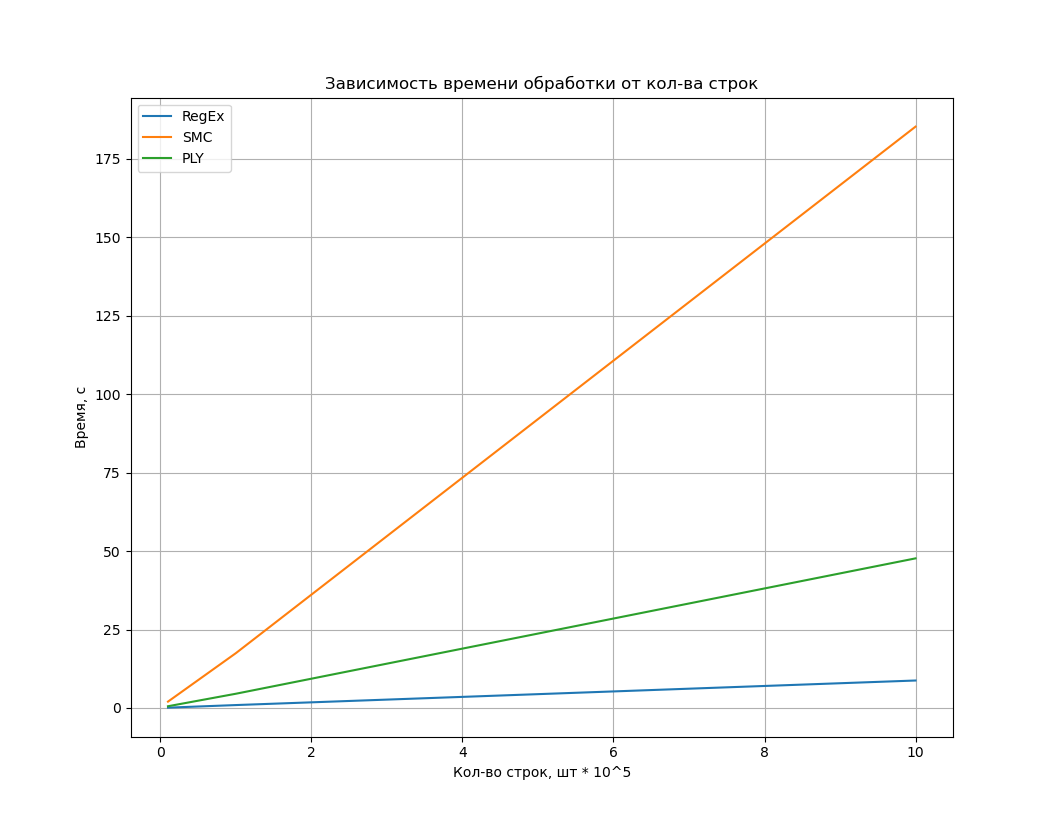 Зависимость времени обработки от кол-ва строк
RegEx
SMC
PLY
Время, с
175
150
125
100
75
50
25
0
0 2 4 6 8 10
Кол-во строк, шт * 10^5